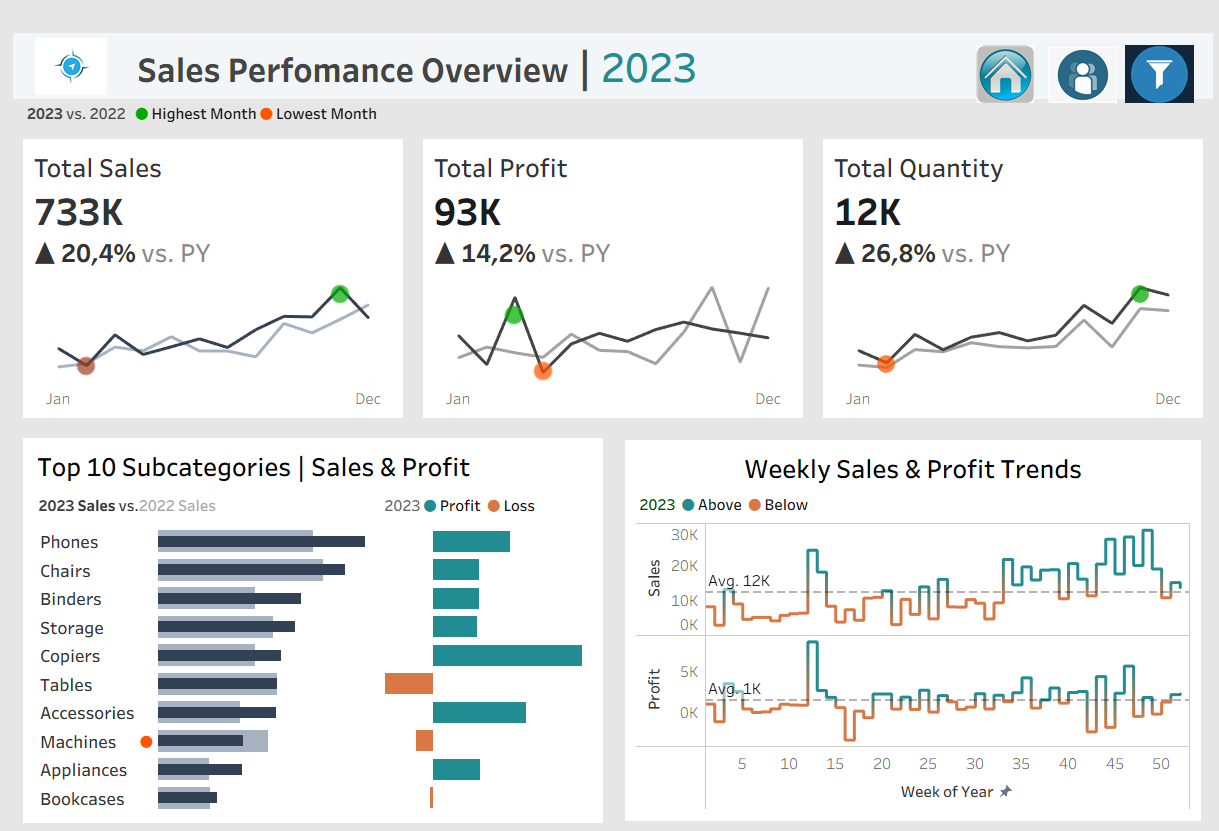 Sales Perfomance Overview | 2023
2023 vs. 2022 Highest Month Lowest Month
Total Sales
733K
▲ 20,4% vs. PY
Jan Dec
Total Profit
93K
▲ 14,2% vs. PY
Jan Dec
Total Quantity
12K
▲ 26,8% vs. PY
Jan Dec
Top 10 Subcategories | Sales & Profit
2023 Sales vs.2022 Sales
2023 Profit Loss
Phones
Chairs
Binders
Storage
Copiers
Tables
Accessories
Machines
Appliances
Bookcases
Weekly Sales & Profit Trends
2023 Above Below
Sales
30K
20K
10K
0K
Avg. 12K
Profit
5K
0K
Avg. 1K
5 10 15 20 25 30 35 40 45 50
Week of Year